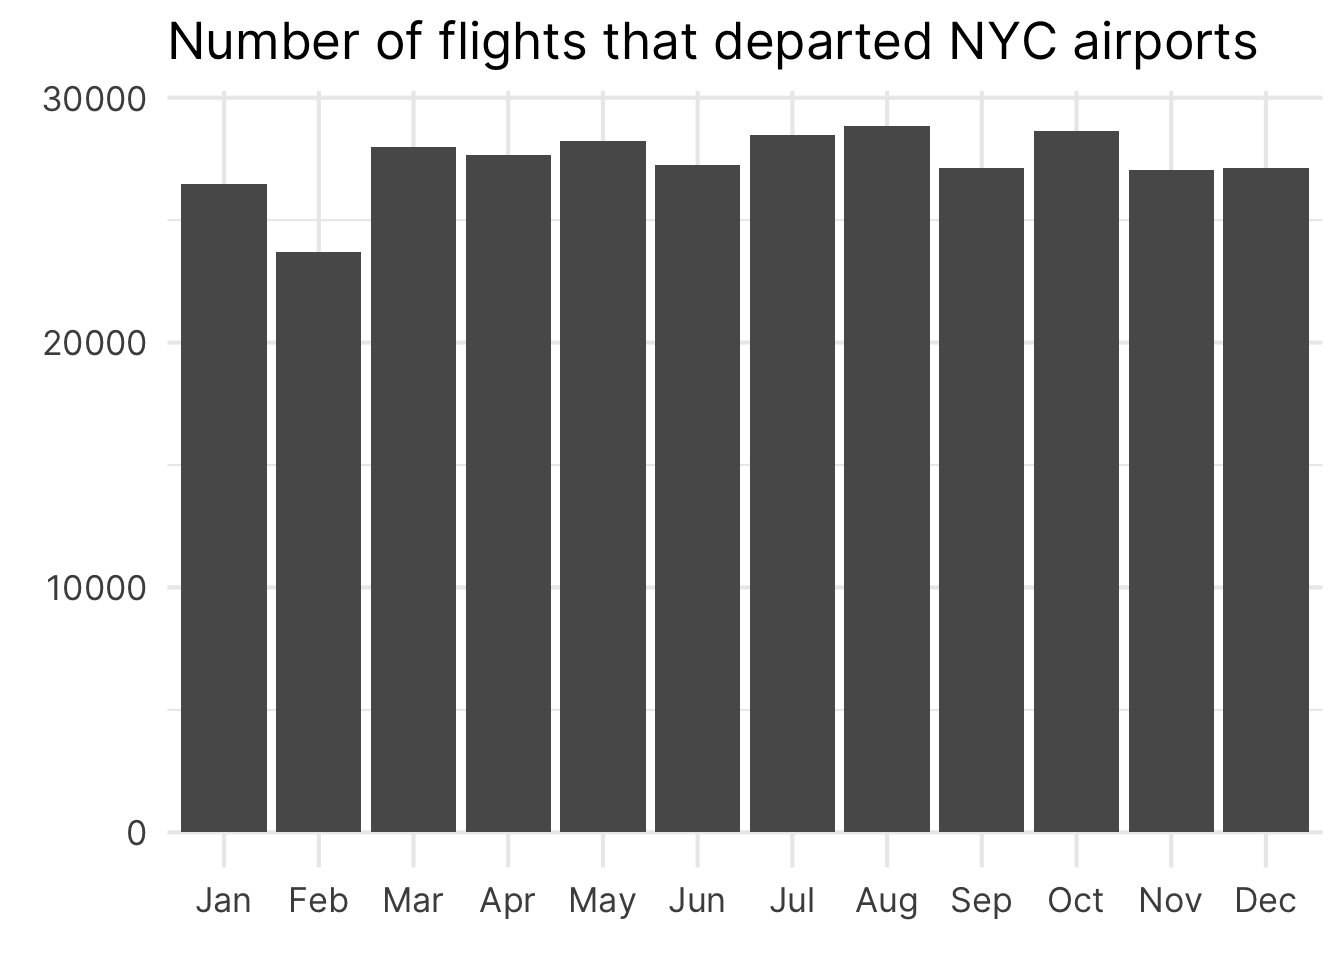 Number of flights that departed NYC airports
30000
20000
10000
0
Jan Feb Mar Apr May Jun Jul Aug Sep Oct Nov Dec